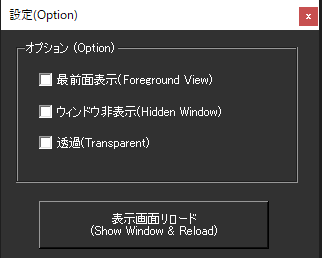 設定(Option)
オプション (Option)
最前面表示(Foreground View)
ウィンドウ非表示(Hidden Window)
透過(Transparent)
表示画面リロード
(Show Window & Reload)